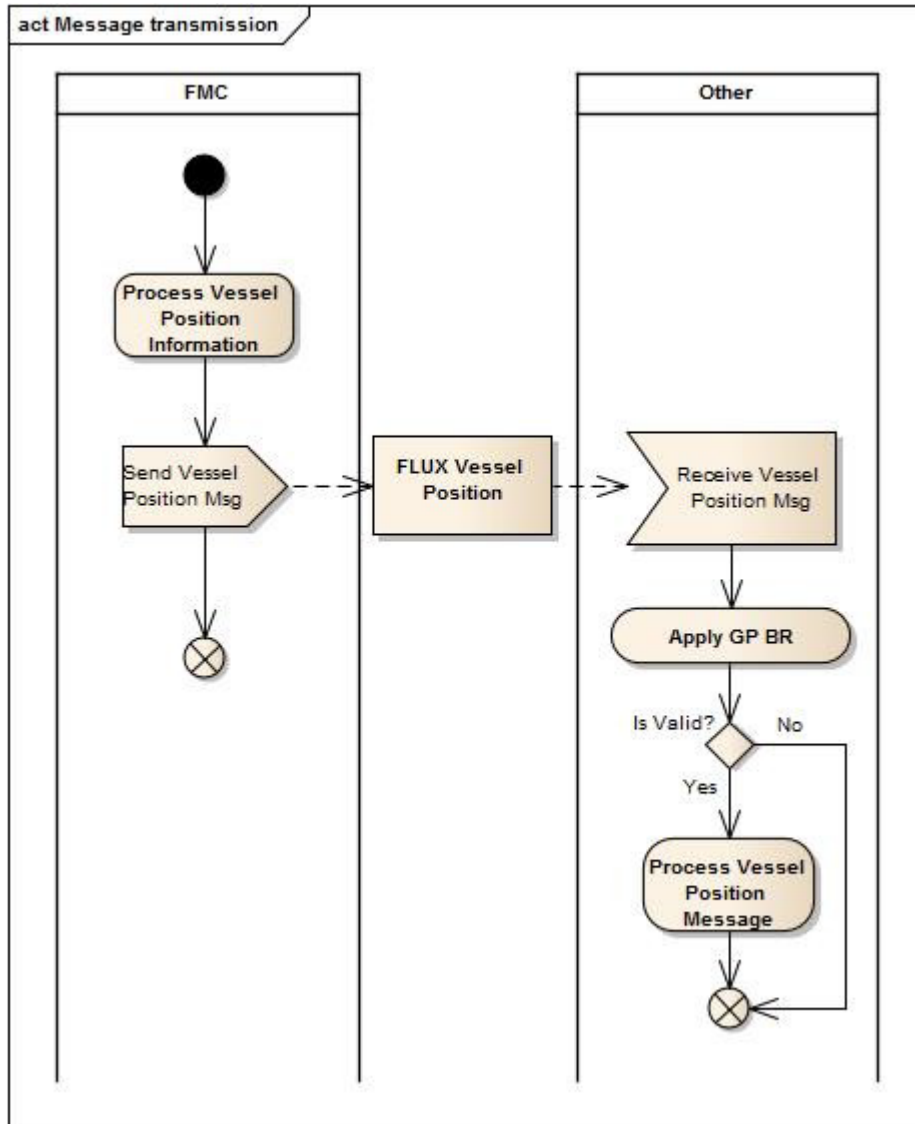 act Message transmission
FMC
Other
Process Vessel
Position
Information
Send Vessel
Position Msg
FLUX Vessel
Position
Receive Vessel
Position Msg
Apply GP BR
Is Valid?
No
Yes
Process Vessel
Position
Message